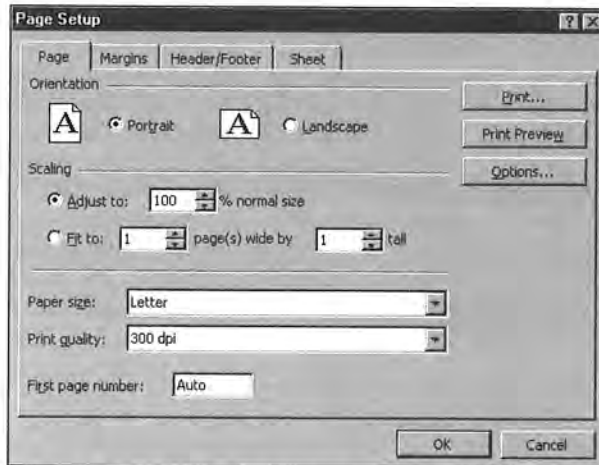 Page Setup
Page Margins Header/Footer Sheet
Orientation
A Portrait A Landscape
Print...
Print Preview
Options...
Scaling
Adjust to: 100 % normal size
Fit to: 1 page(s) wide by 1 tall
Paper size: Letter
Print quality: 300 dpi
First page number: Auto
OK Cancel